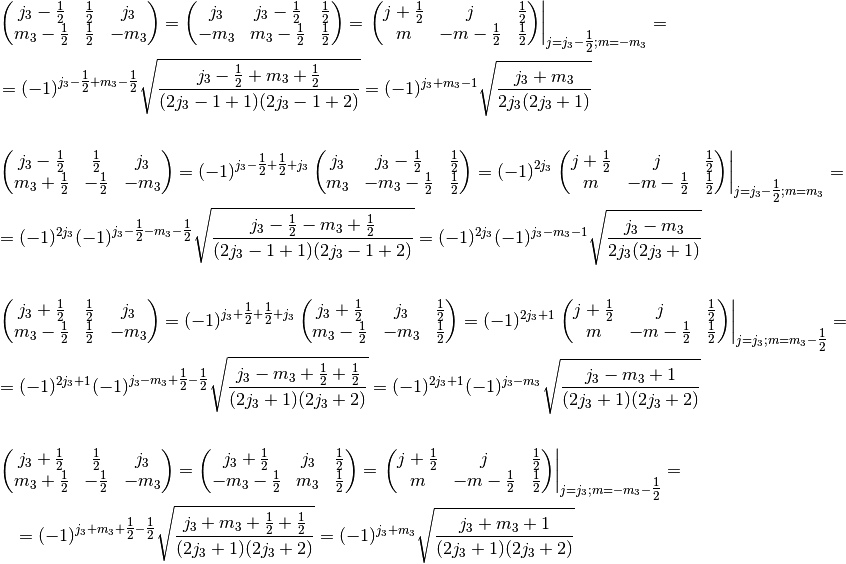 \begin{pmatrix} j_3-\frac{1}{2} & \frac{1}{2} & j_3 \\ m_3-\frac{1}{2} & \frac{1}{2} & -m_3 \end{pmatrix} = \begin{pmatrix} j_3 & j_3-\frac{1}{2} & \frac{1}{2} \\ -m_3 & m_3-\frac{1}{2} & \frac{1}{2} \end{pmatrix} = \left.\begin{pmatrix} j+\frac{1}{2} & j & \frac{1}{2} \\ m & -m-\frac{1}{2} & \frac{1}{2} \end{pmatrix}\right|_{j=j_3-\frac{1}{2};m=-m_3} =
= (-1)^{j_3-\frac{1}{2}+m_3-\frac{1}{2}} \sqrt{\frac{j_3-\frac{1}{2}+m_3+\frac{1}{2}}{(2j_3-1+1)(2j_3-1+2)}} = (-1)^{j_3+m_3-1} \sqrt{\frac{j_3+m_3}{2j_3(2j_3+1)}}
\begin{pmatrix} j_3-\frac{1}{2} & \frac{1}{2} & j_3 \\ m_3+\frac{1}{2} & -\frac{1}{2} & -m_3 \end{pmatrix} = (-1)^{j_3-\frac{1}{2}+\frac{1}{2}+j_3} \begin{pmatrix} j_3 & j_3-\frac{1}{2} & \frac{1}{2} \\ m_3 & -m_3-\frac{1}{2} & \frac{1}{2} \end{pmatrix} = (-1)^{2j_3} \left.\begin{pmatrix} j+\frac{1}{2} & j & \frac{1}{2} \\ m & -m-\frac{1}{2} & \frac{1}{2} \end{pmatrix}\right|_{j=j_3-\frac{1}{2};m=m_3} =
= (-1)^{2j_3}(-1)^{j_3-\frac{1}{2}-m_3-\frac{1}{2}} \sqrt{\frac{j_3-\frac{1}{2}-m_3+\frac{1}{2}}{(2j_3-1+1)(2j_3-1+2)}} = (-1)^{2j_3}(-1)^{j_3-m_3-1} \sqrt{\frac{j_3-m_3}{2j_3(2j_3+1)}}
\begin{pmatrix} j_3+\frac{1}{2} & \frac{1}{2} & j_3 \\ m_3-\frac{1}{2} & \frac{1}{2} & -m_3 \end{pmatrix} = (-1)^{j_3+\frac{1}{2}+\frac{1}{2}+j_3} \begin{pmatrix} j_3+\frac{1}{2} & j_3 & \frac{1}{2} \\ m_3-\frac{1}{2} & -m_3 & \frac{1}{2} \end{pmatrix} = (-1)^{2j_3+1} \left.\begin{pmatrix} j+\frac{1}{2} & j & \frac{1}{2} \\ m & -m-\frac{1}{2} & \frac{1}{2} \end{pmatrix}\right|_{j=j_3;m=m_3-\frac{1}{2}} =
= (-1)^{2j_3+1}(-1)^{j_3-m_3+\frac{1}{2}-\frac{1}{2}} \sqrt{\frac{j_3-m_3+\frac{1}{2}+\frac{1}{2}}{(2j_3+1)(2j_3+2)}} = (-1)^{2j_3+1}(-1)^{j_3-m_3} \sqrt{\frac{j_3-m_3+1}{(2j_3+1)(2j_3+2)}}
\begin{pmatrix} j_3+\frac{1}{2} & \frac{1}{2} & j_3 \\ m_3+\frac{1}{2} & -\frac{1}{2} & -m_3 \end{pmatrix} = \begin{pmatrix} j_3+\frac{1}{2} & j_3 & \frac{1}{2} \\ -m_3-\frac{1}{2} & m_3 & \frac{1}{2} \end{pmatrix} = \left.\begin{pmatrix} j+\frac{1}{2} & j & \frac{1}{2} \\ m & -m-\frac{1}{2} & \frac{1}{2} \end{pmatrix}\right|_{j=j_3;m=-m_3-\frac{1}{2}} =
= (-1)^{j_3+m_3+\frac{1}{2}-\frac{1}{2}} \sqrt{\frac{j_3+m_3+\frac{1}{2}+\frac{1}{2}}{(2j_3+1)(2j_3+2)}} = (-1)^{j_3+m_3} \sqrt{\frac{j_3+m_3+1}{(2j_3+1)(2j_3+2)}}